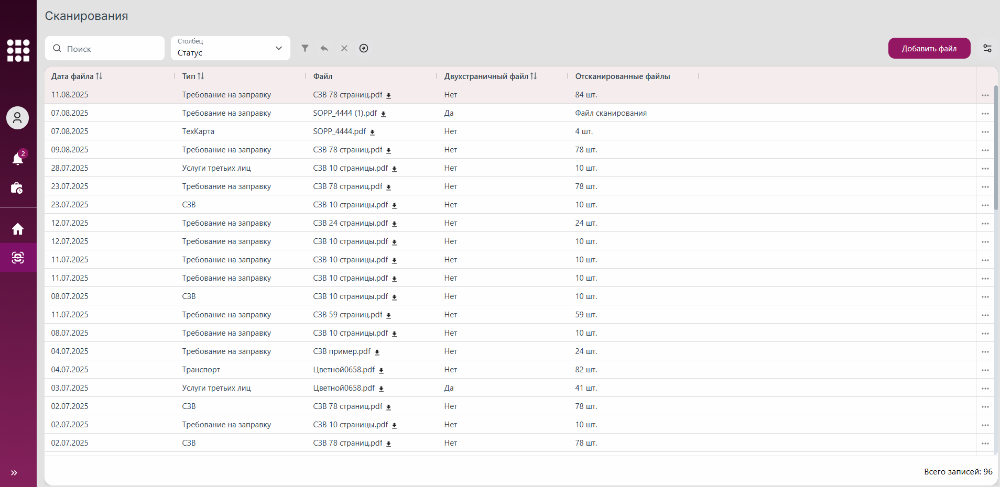 Сканирования
Поиск
Столбец
Статус
Добавить файл
2
Дата файла Тип Файл Двухстраничный файл Отсканированные файлы
11.08.2025 Требование на заправку СЗВ 78 страниц.pdf Нет 84 шт.
07.08.2025 Требование на заправку SOPP_4444 (1).pdf Да Файл сканирования
07.08.2025 ТехКарта SOPP_4444.pdf Нет 4 шт.
09.08.2025 Требование на заправку СЗВ 78 страниц.pdf Нет 78 шт.
28.07.2025 Услуги третьих лиц СЗВ 10 страницы.pdf Нет 10 шт.
23.07.2025 Требование на заправку СЗВ 78 страниц.pdf Нет 78 шт.
23.07.2025 СЗВ СЗВ 10 страницы.pdf Нет 10 шт.
12.07.2025 Требование на заправку СЗВ 24 страницы.pdf Нет 24 шт.
12.07.2025 Требование на заправку СЗВ 10 страницы.pdf Нет 10 шт.
11.07.2025 Требование на заправку СЗВ 10 страницы.pdf Нет 10 шт.
11.07.2025 Требование на заправку СЗВ 10 страницы.pdf Нет 10 шт.
08.07.2025 СЗВ СЗВ 10 страницы.pdf Нет 10 шт.
11.07.2025 Требование на заправку СЗВ 59 страниц.pdf Нет 59 шт.
08.07.2025 Требование на заправку СЗВ 10 страницы.pdf Нет 10 шт.
04.07.2025 Требование на заправку СЗВ пример.pdf Нет 24 шт.
04.07.2025 Транспорт Цветной0658.pdf Нет 82 шт.
03.07.2025 Услуги третьих лиц Цветной0658.pdf Да 41 шт.
02.07.2025 СЗВ СЗВ 78 страниц.pdf Нет 78 шт.
02.07.2025 Требование на заправку СЗВ 10 страницы.pdf Нет 10 шт.
02.07.2025 СЗВ СЗВ 78 страниц.pdf Нет 78 шт.
Всего записей: 96